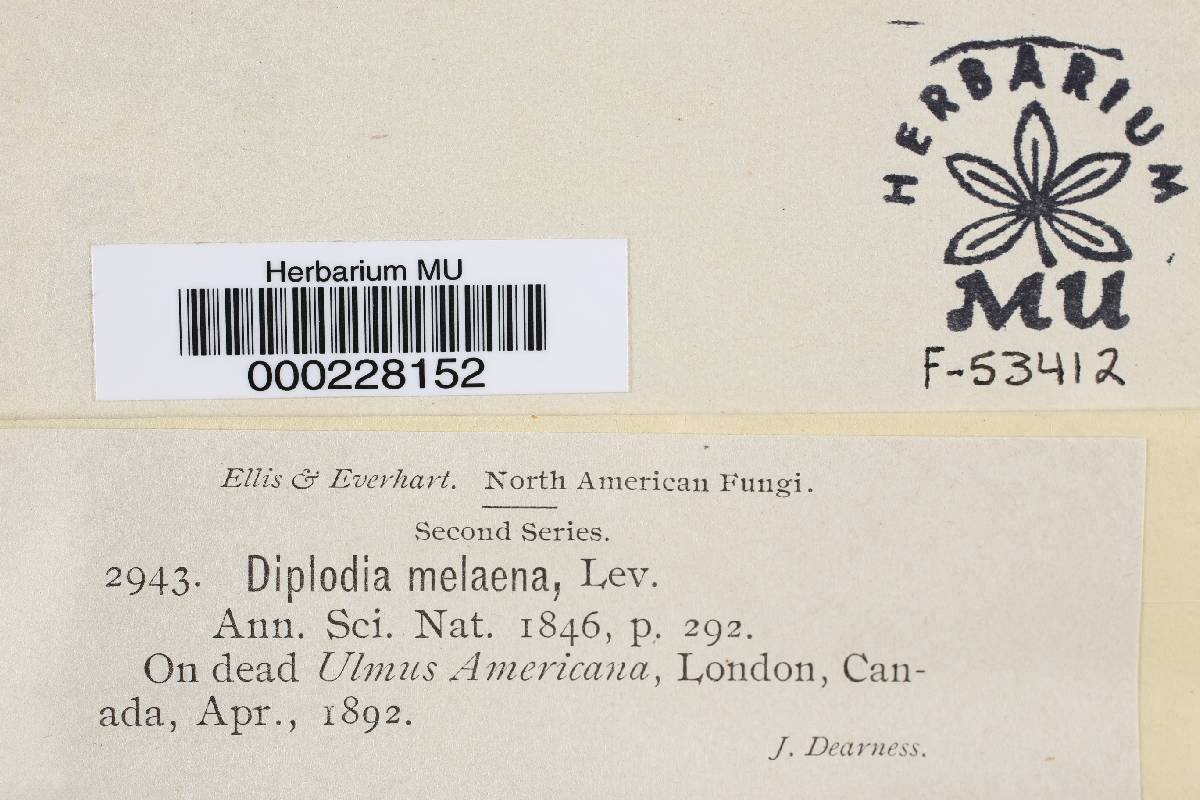 HERBARIUM
MU
F-53412
Herbarium MU
000228152
Ellis & Everhart. North American Fungi.
Second Series.
2943. Diplodia melaena, Lev.
Ann. Sci. Nat. 1846, p. 292.
On dead Ulmus Americana, London, Can-
ada, Apr., 1892.
J. Dearness.